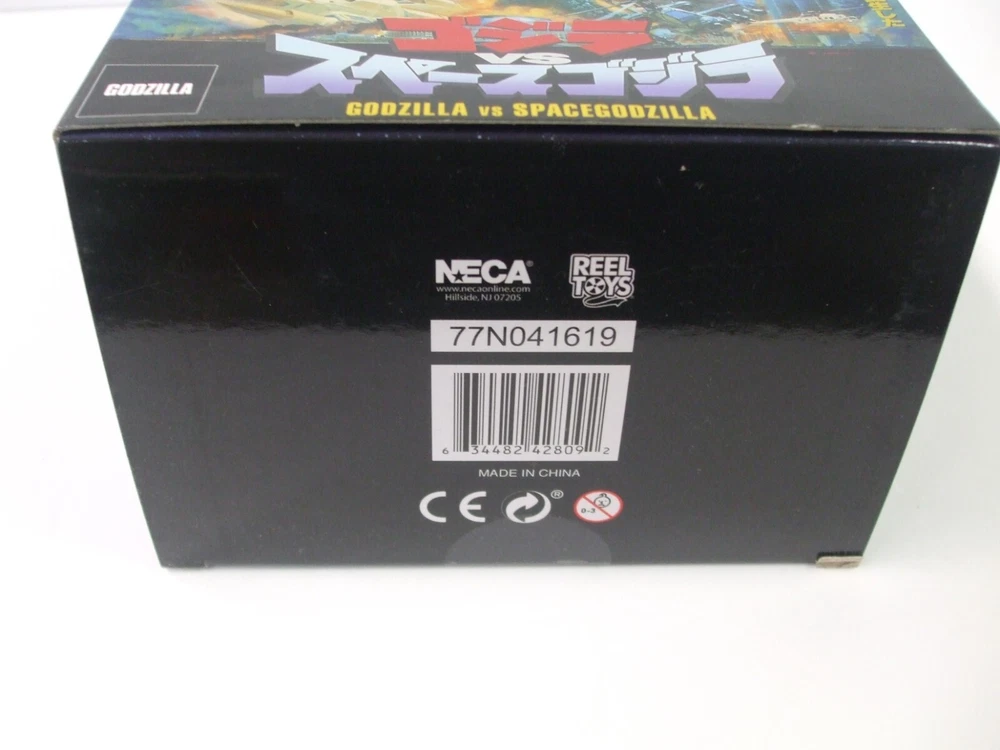 ゴジラ
VS
スペースゴジラ
GODZILLA
GODZILLA VS SPACEGODZILLA
NECA®
www.necaonline.com
Hillside, NJ 07205
REEL
TOYS
77N041619
6 34482 42809 2
MADE IN CHINA
CE ®
0-3